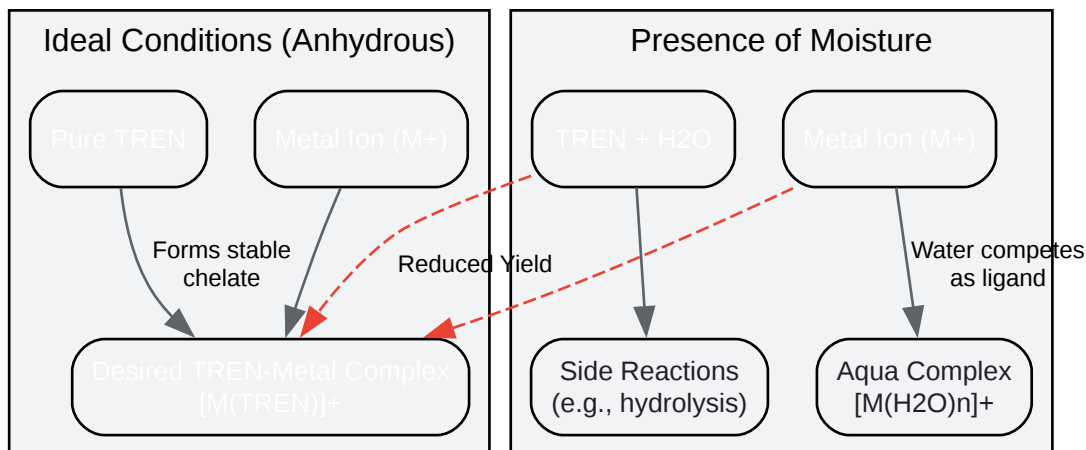 Ideal Conditions (Anhydrous)
Presence of Moisture
Pure TREN
Metal Ion (M+)
TREN + H2O
Metal Ion (M+)
Forms stable
chelate
Reduced Yield
Water competes
as ligand
Desired TREN-Metal Complex
[M(TREN)]+
Side Reactions
(e.g., hydrolysis)
Aqua Complex
[M(H2O)n]+